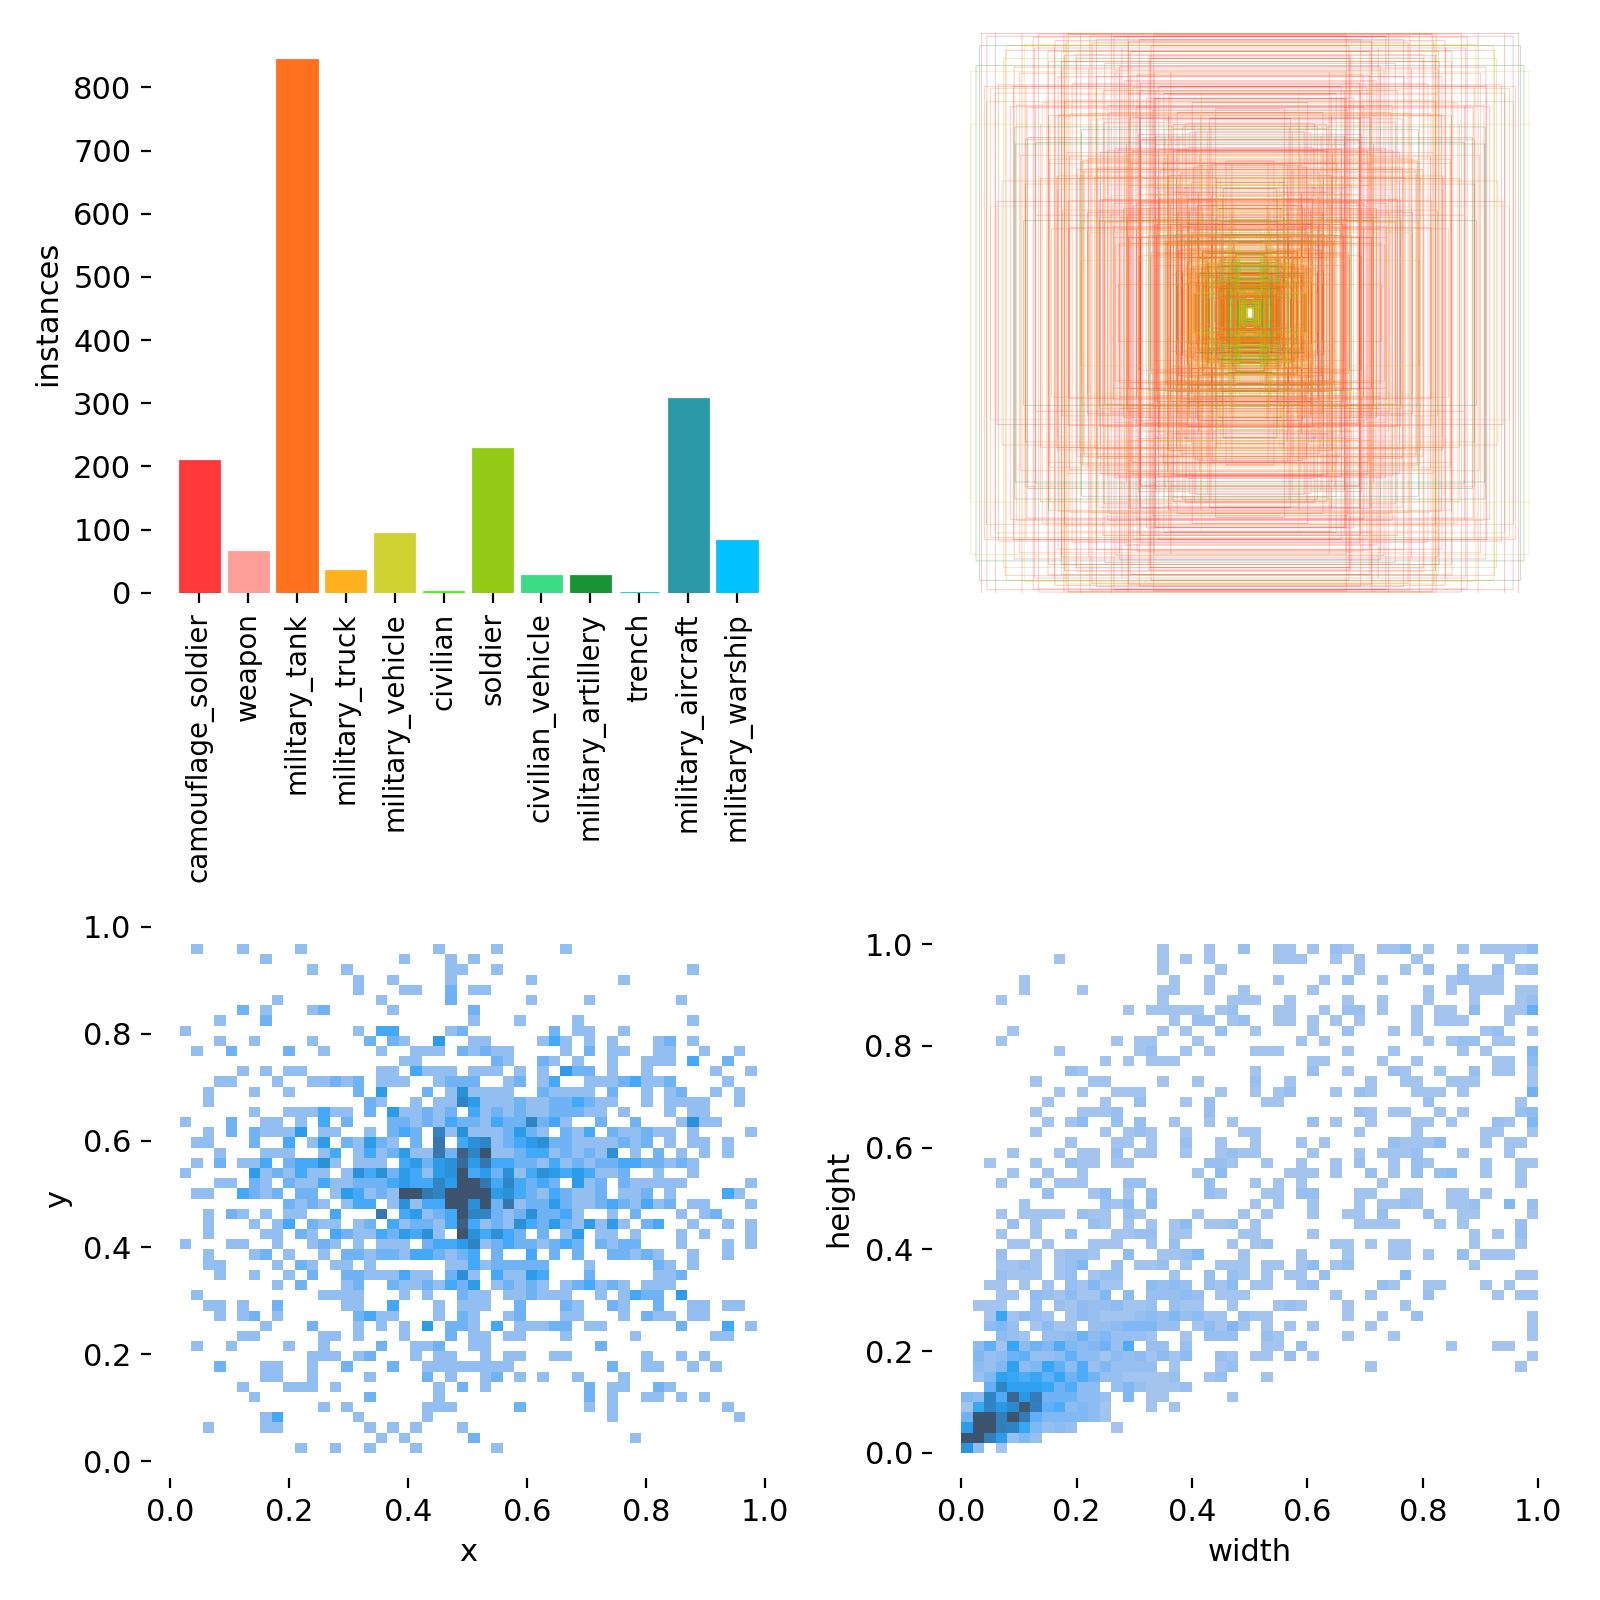 800
700
600
500
400
300
200
100
0
instances
camouflage_soldier
weapon
military_tank
military_truck
military_vehicle
civilian
soldier
civilian_vehicle
military_artillery
trench
military_aircraft
military_warship
1.0
0.8
0.6
0.4
0.2
0.0
y
0.0 0.2 0.4 0.6 0.8 1.0
x
1.0
0.8
0.6
0.4
0.2
0.0
height
0.0 0.2 0.4 0.6 0.8 1.0
width